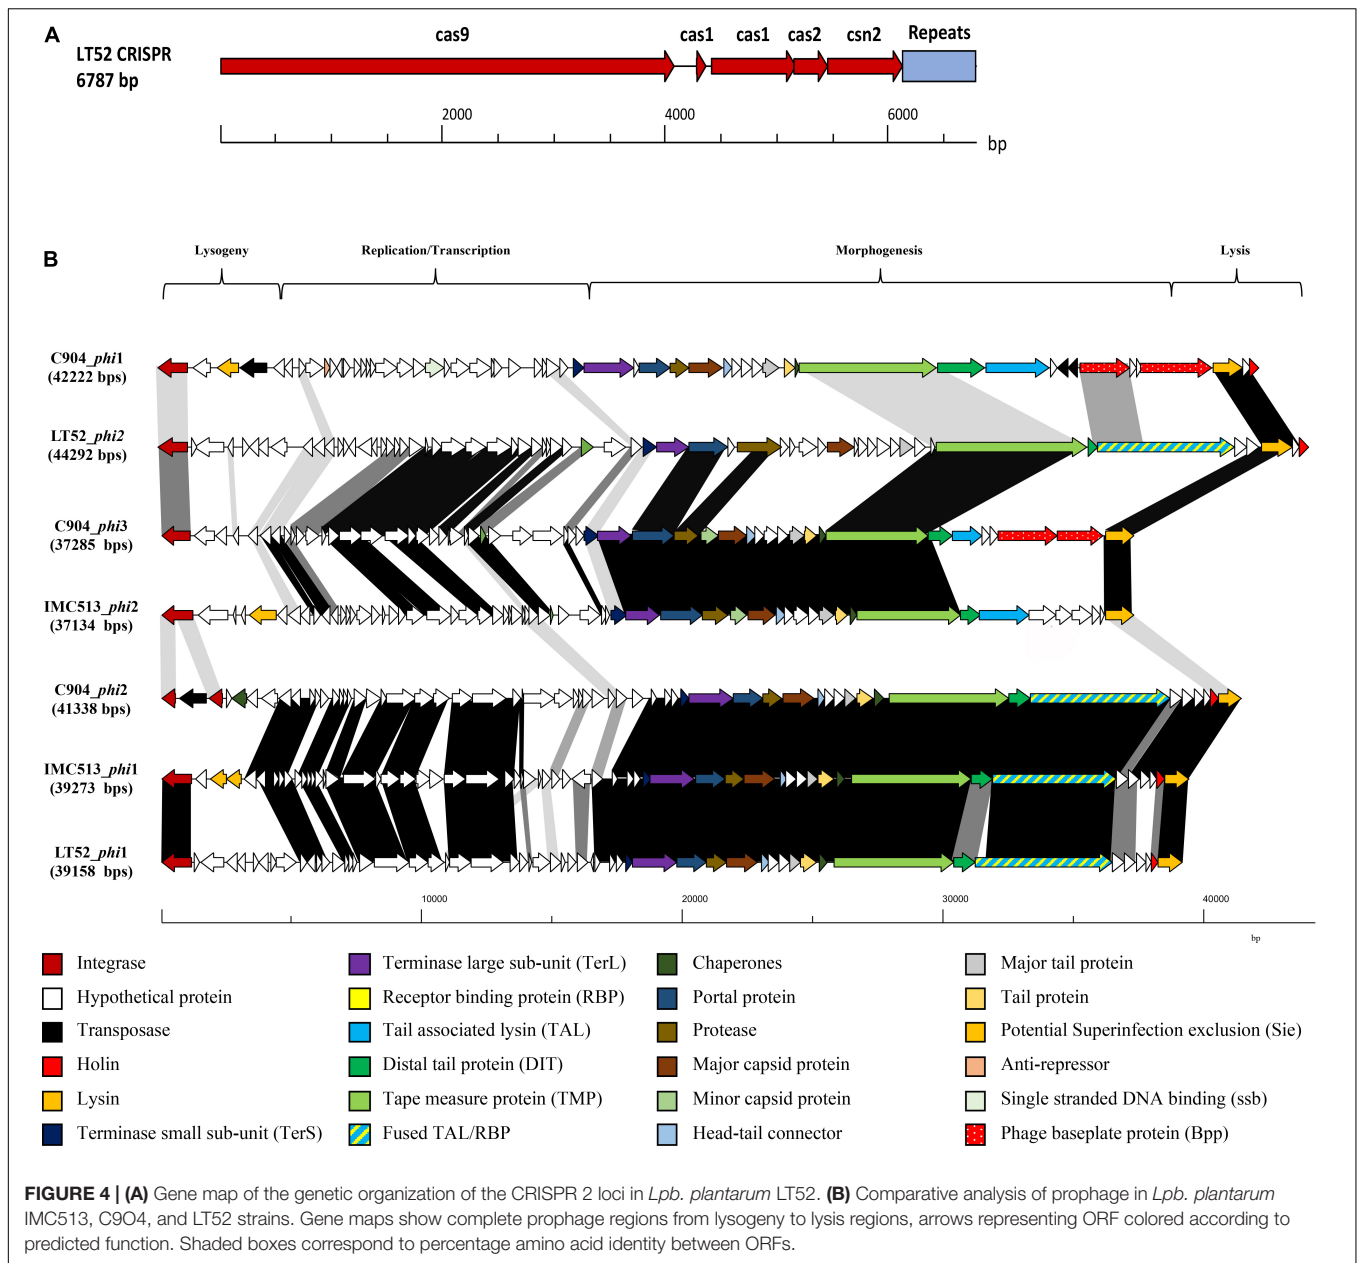 A
LT52 CRISPR
6787 bp
cas9
cas1
cas1
cas2
csn2
Repeats
2000
4000
6000
bp
B
Lysogeny
Replication/Transcription
Morphogenesis
Lysis
C904_phi1
(42222 bps)
LT52_phi2
(44292 bps)
C904_phi3
(37285 bps)
IMC513_phi2
(37134 bps)
C904_phi2
(41338 bps)
IMC513_phi1
(39273 bps)
LT52_phi1
(39158 bps)
10000
20000
30000
40000
bp
Integrase
Hypothetical protein
Transposase
Holin
Lysin
Terminase small sub-unit (TerS)
Terminase large sub-unit (TerL)
Receptor binding protein (RBP)
Tail associated lysin (TAL)
Distal tail protein (DIT)
Tape measure protein (TMP)
Fused TAL/RBP
Chaperones
Portal protein
Protease
Major capsid protein
Minor capsid protein
Head-tail connector
Major tail protein
Tail protein
Potential Superinfection exclusion (Sie)
Anti-repressor
Single stranded DNA binding (ssb)
Phage baseplate protein (Bpp)
FIGURE 4 | (A) Gene map of the genetic organization of the CRISPR 2 loci in Lpb. plantarum LT52. (B) Comparative analysis of prophage in Lpb. plantarum
IMC513, C9O4, and LT52 strains. Gene maps show complete prophage regions from lysogeny to lysis regions, arrows representing ORF colored according to
predicted function. Shaded boxes correspond to percentage amino acid identity between ORFs.